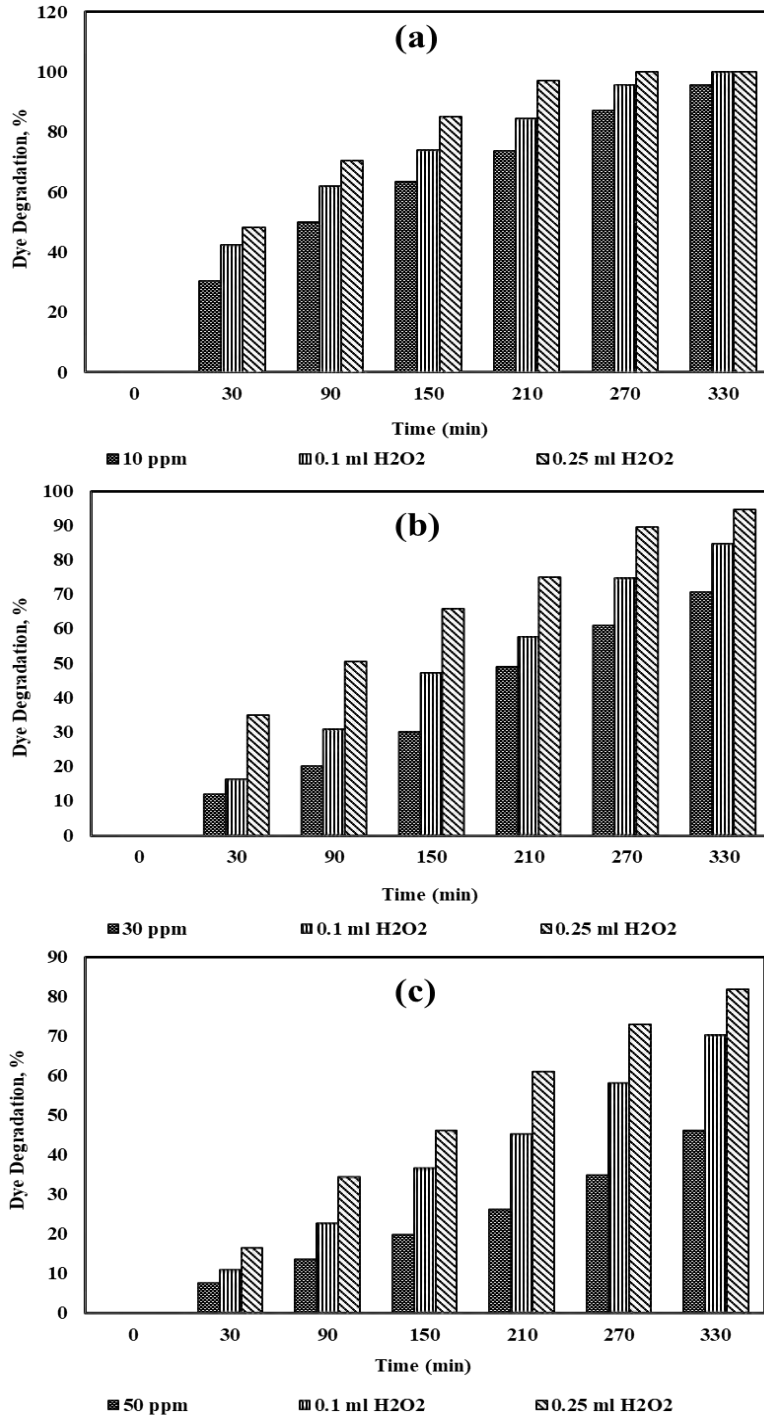 (a)
Dye Degradation, %
120
100
80
60
40
20
0
0 30 90 150 210 270 330
Time (min)
10 ppm 0.1 ml H2O2 0.25 ml H2O2
(b)
Dye Degradation, %
100
90
80
70
60
50
40
30
20
10
0
0 30 90 150 210 270 330
Time (min)
30 ppm 0.1 ml H2O2 0.25 ml H2O2
(c)
Dye Degradation, %
90
80
70
60
50
40
30
20
10
0
0 30 90 150 210 270 330
Time (min)
50 ppm 0.1 ml H2O2 0.25 ml H2O2